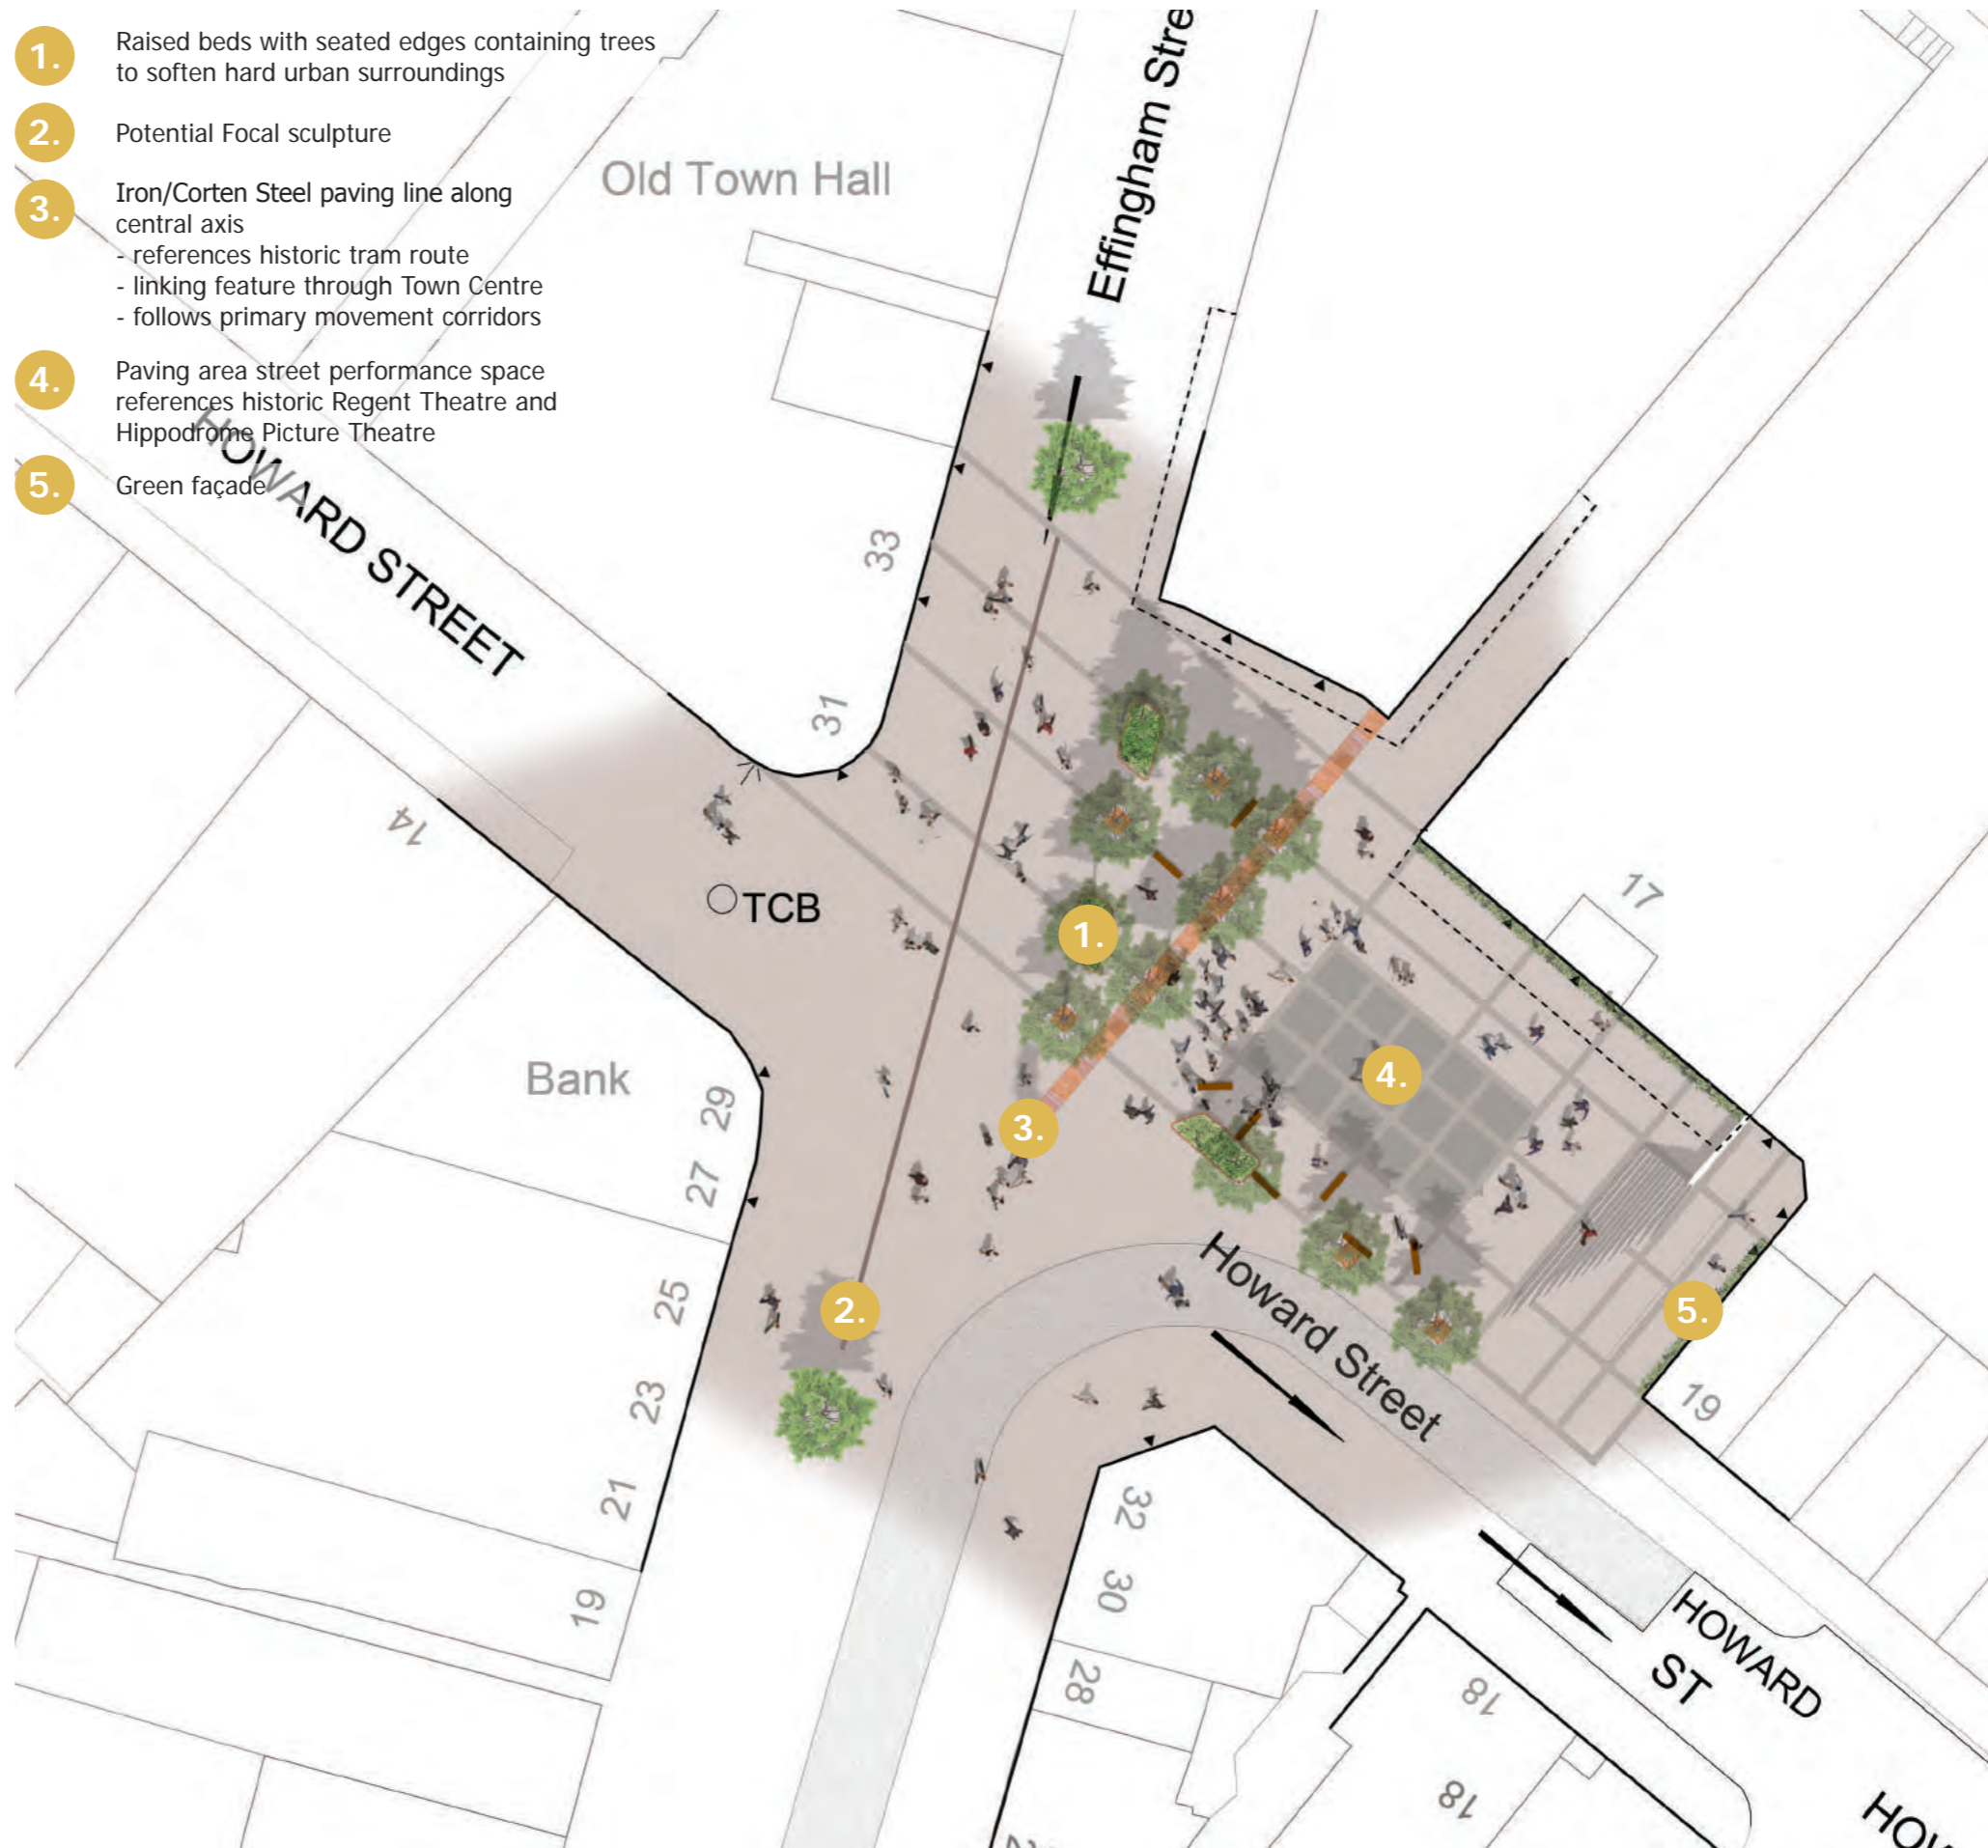 1. Raised beds with seated edges containing trees
to soften hard urban surroundings
2. Potential Focal sculpture
3. Iron/Corten Steel paving line along
central axis
- references historic tram route
- linking feature through Town Centre
- follows primary movement corridors
4. Paving area street performance space
references historic Regent Theatre and
Hippodrome Picture Theatre
5. Green façade
Effingham Stre
Old Town Hall
HOWARD STREET
33
31
14
TCB
17
1.
Bank
4.
29
3.
27
2.
25
Howard Street
5.
23
19
21
32
19
30
28
HOWARD
ST
18
18
HOW